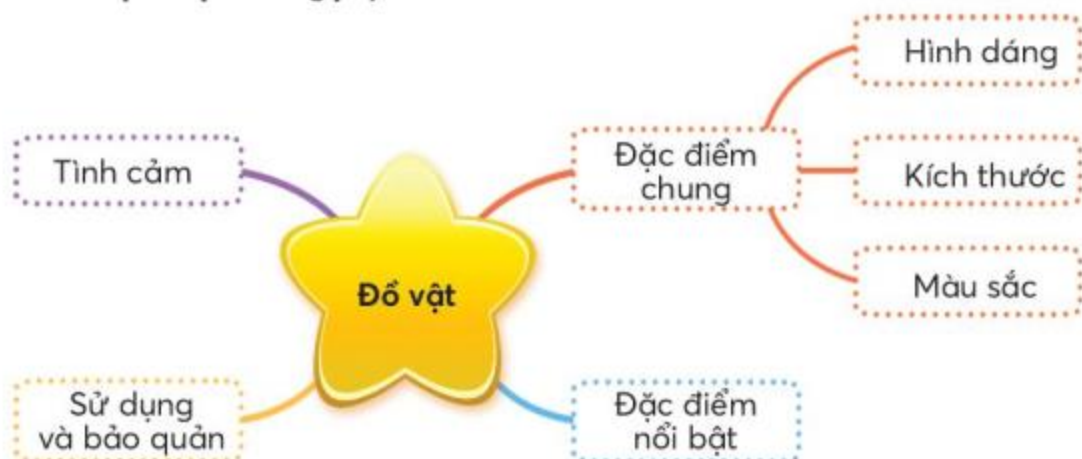 Hình dáng
Tình cảm
Đặc điểm
chung
Kích thước
Màu sắc
Đồ vật
Sử dụng
và bảo quản
Đặc điểm
nổi bật